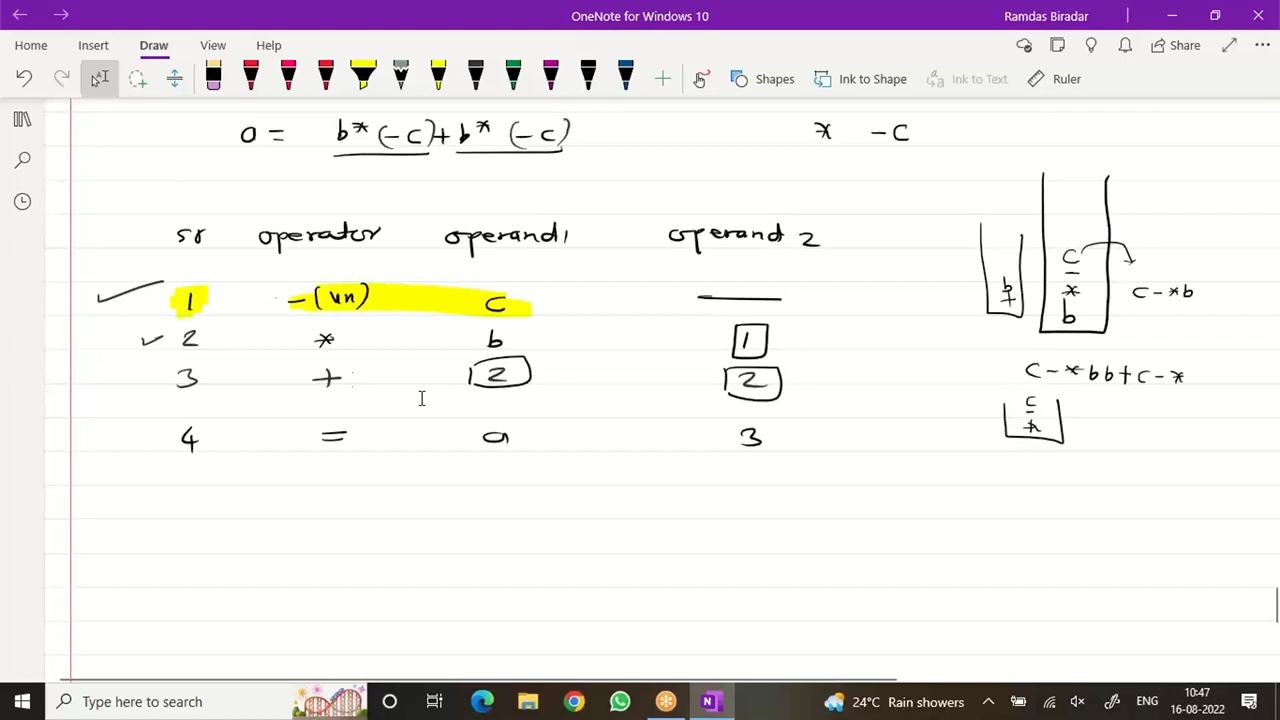 OneNote for Windows 10
Ramdas Biradar
Home Insert Draw View Help
Share
Shapes Ink to Shape Ink to Text Ruler
a = b* (-c) + b* (-c)
* -c
sr operator operand1 operand 2
1 - (un) c —
2 * b 1
3 + 2 2
4 = a 3
b
+
c
-
*
b
c - *b
c - * b b + c - *
c
-
*
Type here to search
24°C Rain showers
ENG
10:47
16-08-2022